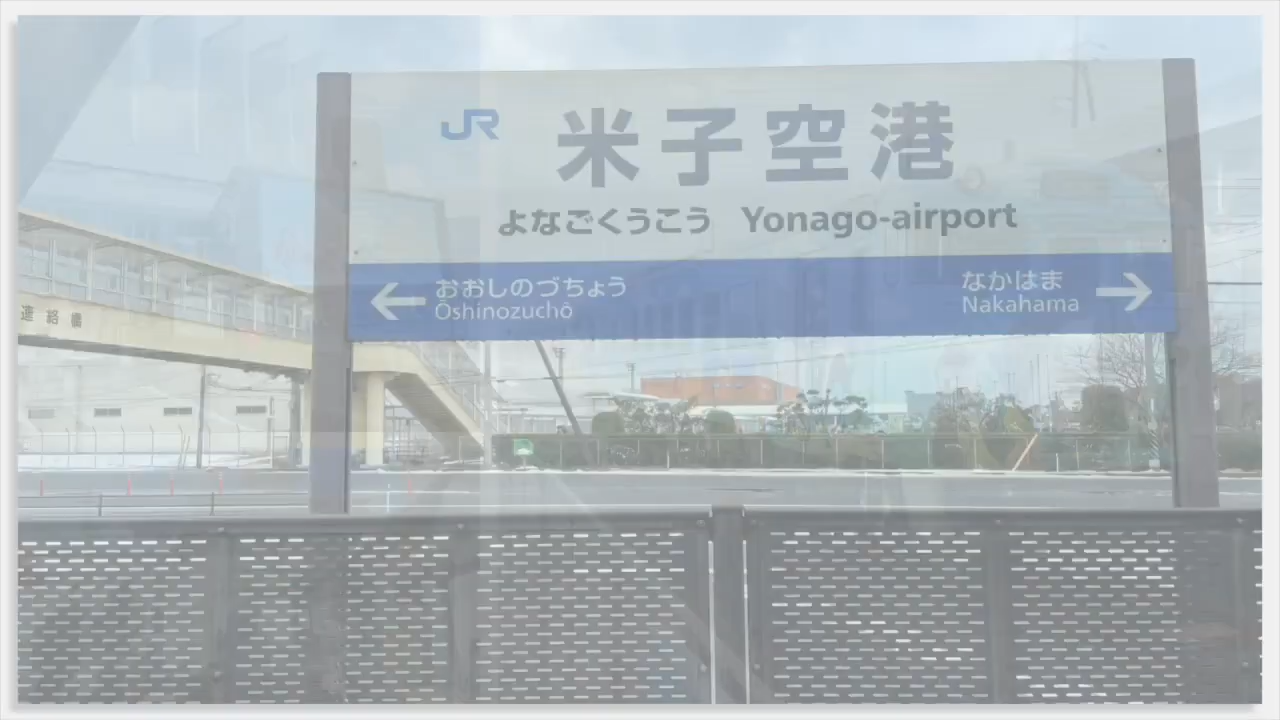 JR 米子空港
よなごくうこう Yonago-airport
← おおしのづちょう なかはま →
Ōshinozuchō Nakahama
連絡橋